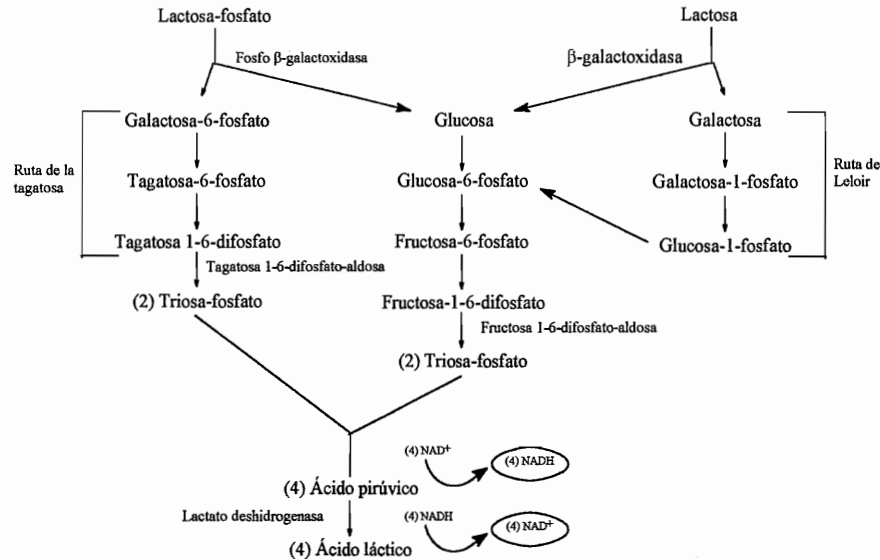 Lactosa-fosfato
Lactosa
Fosfo β-galactoxidasa
β-galactoxidasa
Galactosa-6-fosfato
Glucosa
Galactosa
Ruta de la
tagatosa
Ruta de
Leloir
Tagatosa-6-fosfato
Glucosa-6-fosfato
Galactosa-1-fosfato
Tagatosa 1-6-difosfato
Fructosa-6-fosfato
Glucosa-1-fosfato
Tagatosa 1-6-difosfato-aldosa
(2) Triosa-fosfato
Fructosa-1-6-difosfato
Fructosa 1-6-difosfato-aldosa
(2) Triosa-fosfato
(4) NAD+
(4) NADH
(4) Ácido pirúvico
Lactato deshidrogenasa
(4) NADH
(4) NAD+
(4) Ácido láctico